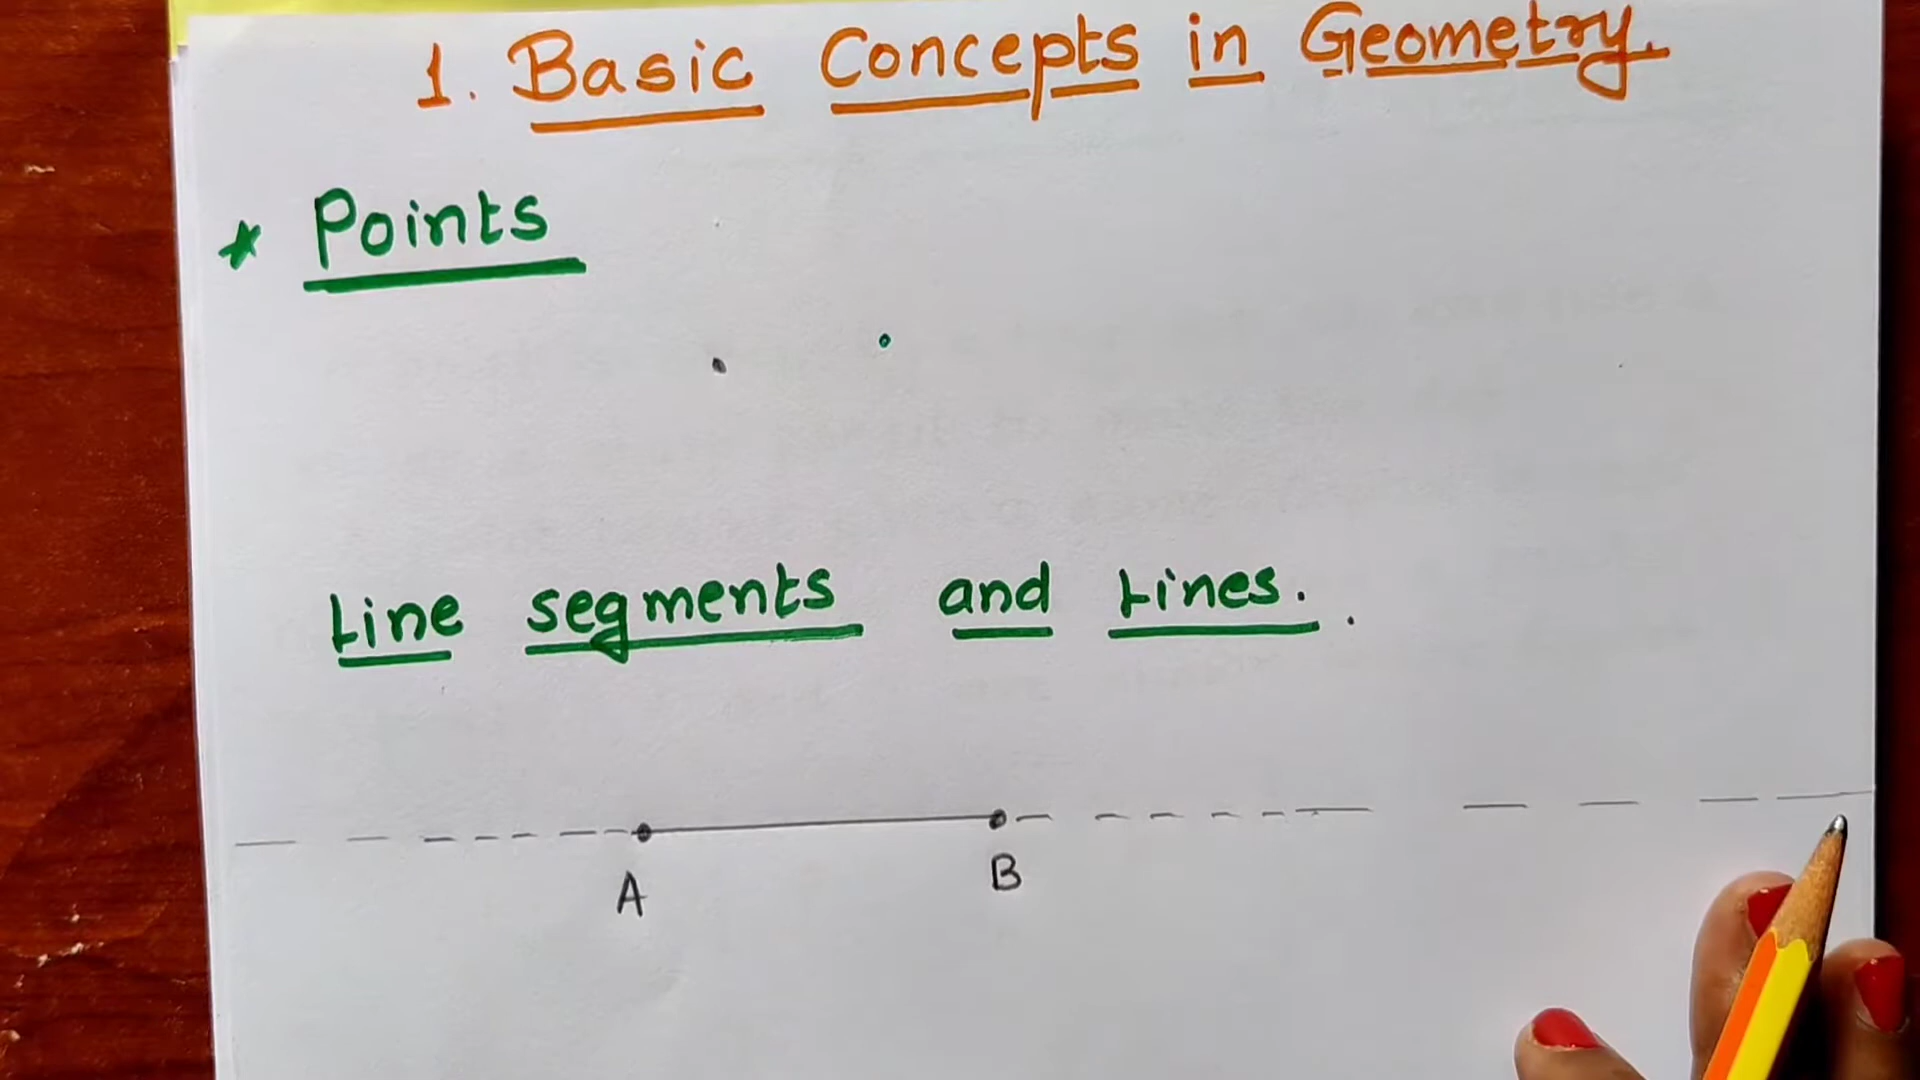 1. Basic Concepts in Geometry.
* Points
Line segments and Lines.
A B